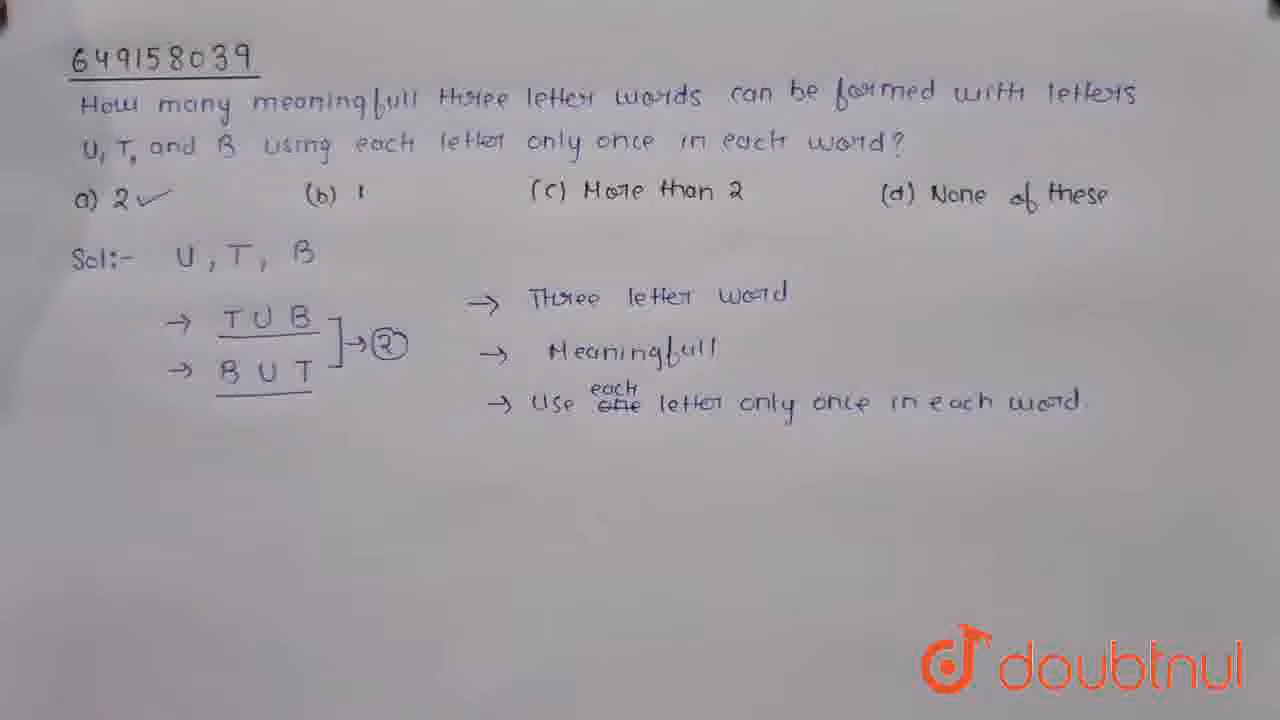 649158039
How many meaningfull three letter words can be formed with letters
U, T, and B using each letter only once in each word?
a) 2 ✓ (b) 1 (c) More than 2 (d) None of these
Sol:- U, T, B
→ T U B
→ B U T
→ 2
→ Three letter word
→ Meaningfull
→ Use one each letter only once in each word.
doubtnut